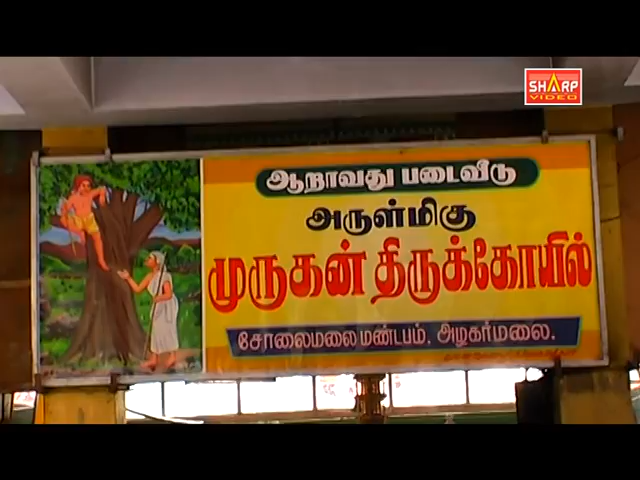 SHARP
VIDEO
ஆறாவது படைவீடு
அருள்மிகு
முருகன் திருக்கோயில்
சோலைமலை மண்டபம். அழகர்மலை.